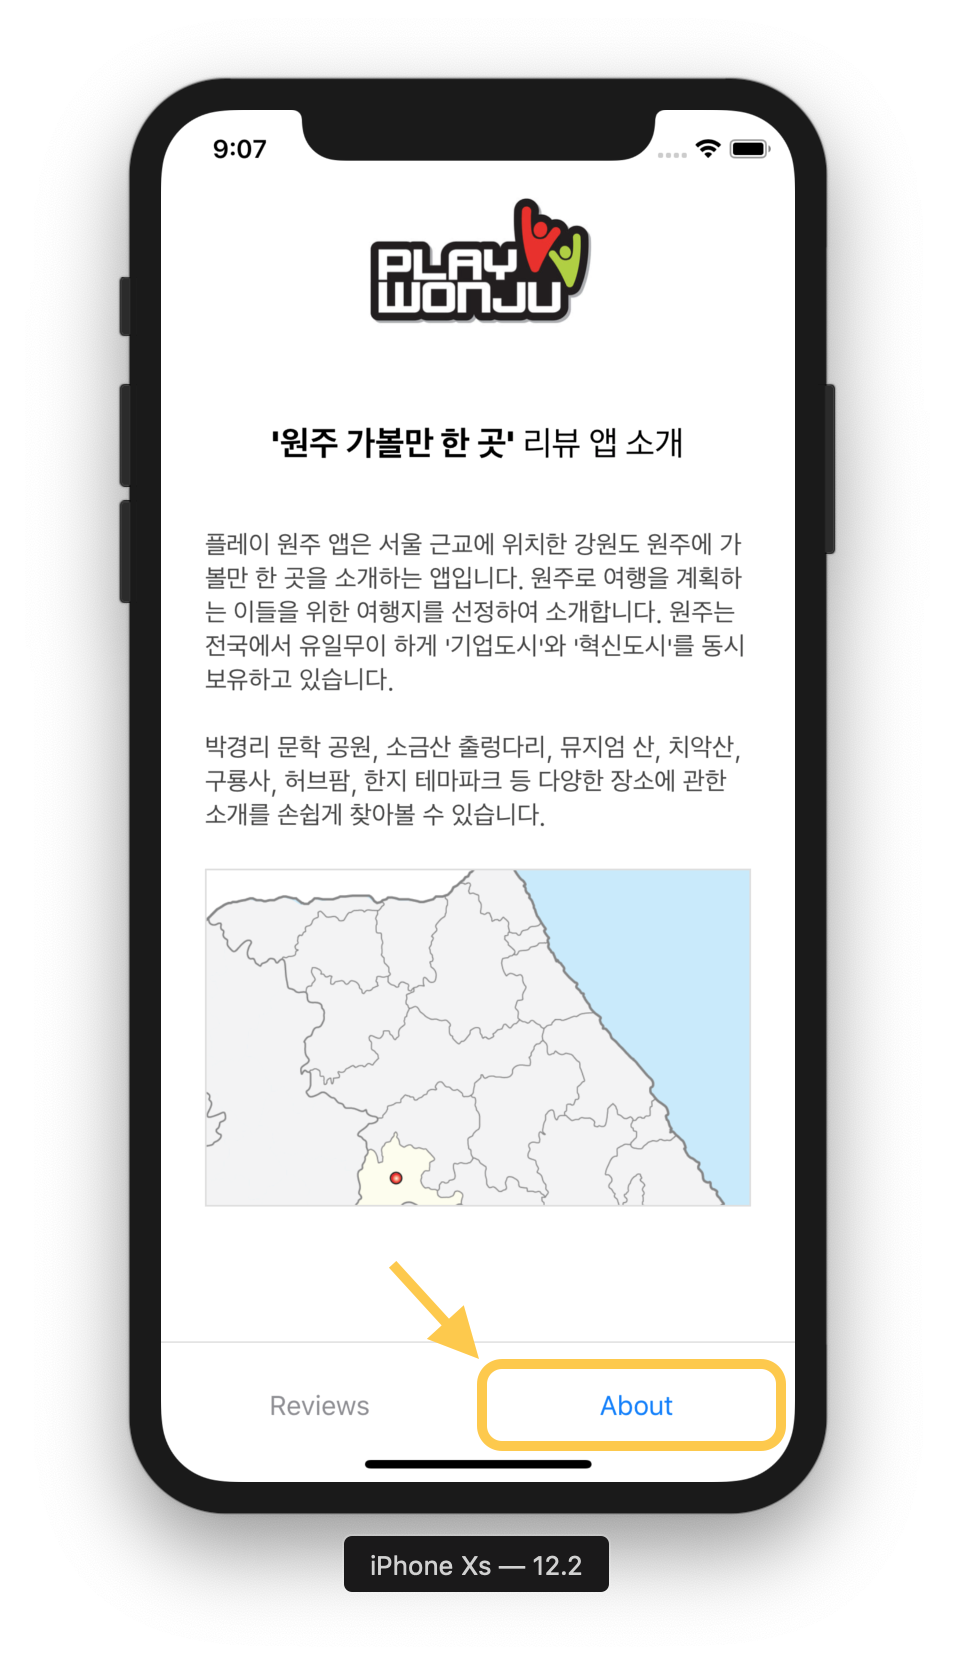 9:07
PLAY
WONJU
'원주 가볼만 한 곳' 리뷰 앱 소개
플레이 원주 앱은 서울 근교에 위치한 강원도 원주에 가
볼만 한 곳을 소개하는 앱입니다. 원주로 여행을 계획하
는 이들을 위한 여행지를 선정하여 소개합니다. 원주는
전국에서 유일무이 하게 '기업도시'와 '혁신도시'를 동시
보유하고 있습니다.
박경리 문학 공원, 소금산 출렁다리, 뮤지엄 산, 치악산,
구룡사, 허브팜, 한지 테마파크 등 다양한 장소에 관한
소개를 손쉽게 찾아볼 수 있습니다.
Reviews
About
iPhone Xs — 12.2